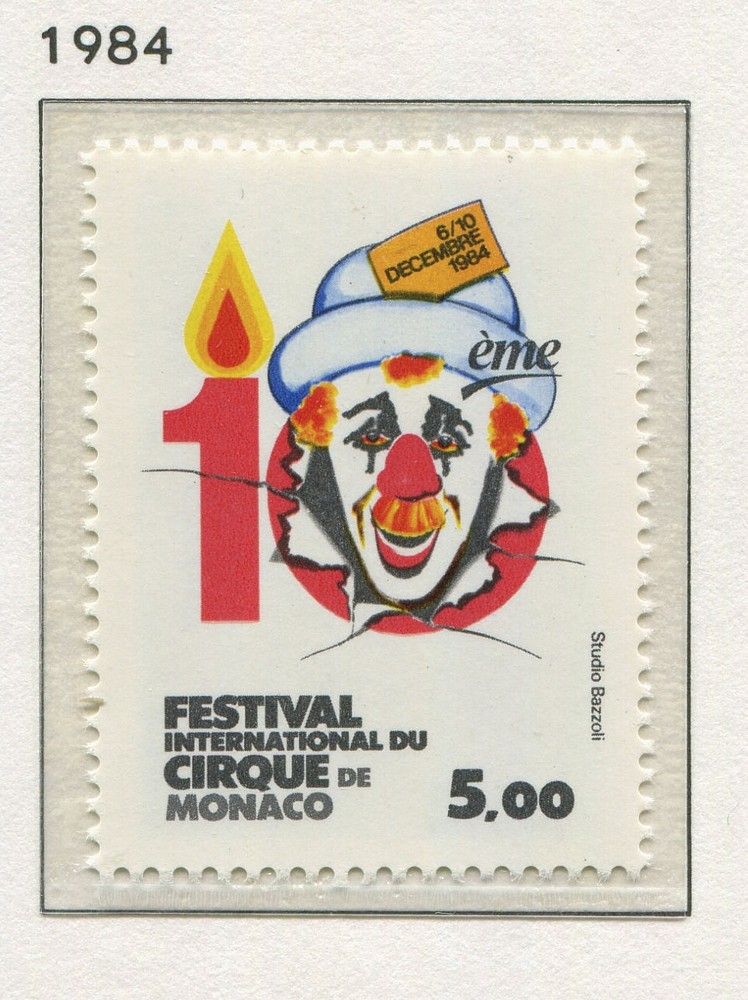 1984
6/10
DECEMBRE
1984
10
ème
Studio Bazzoli
FESTIVAL
INTERNATIONAL DU
CIRQUE DE
MONACO
5,00